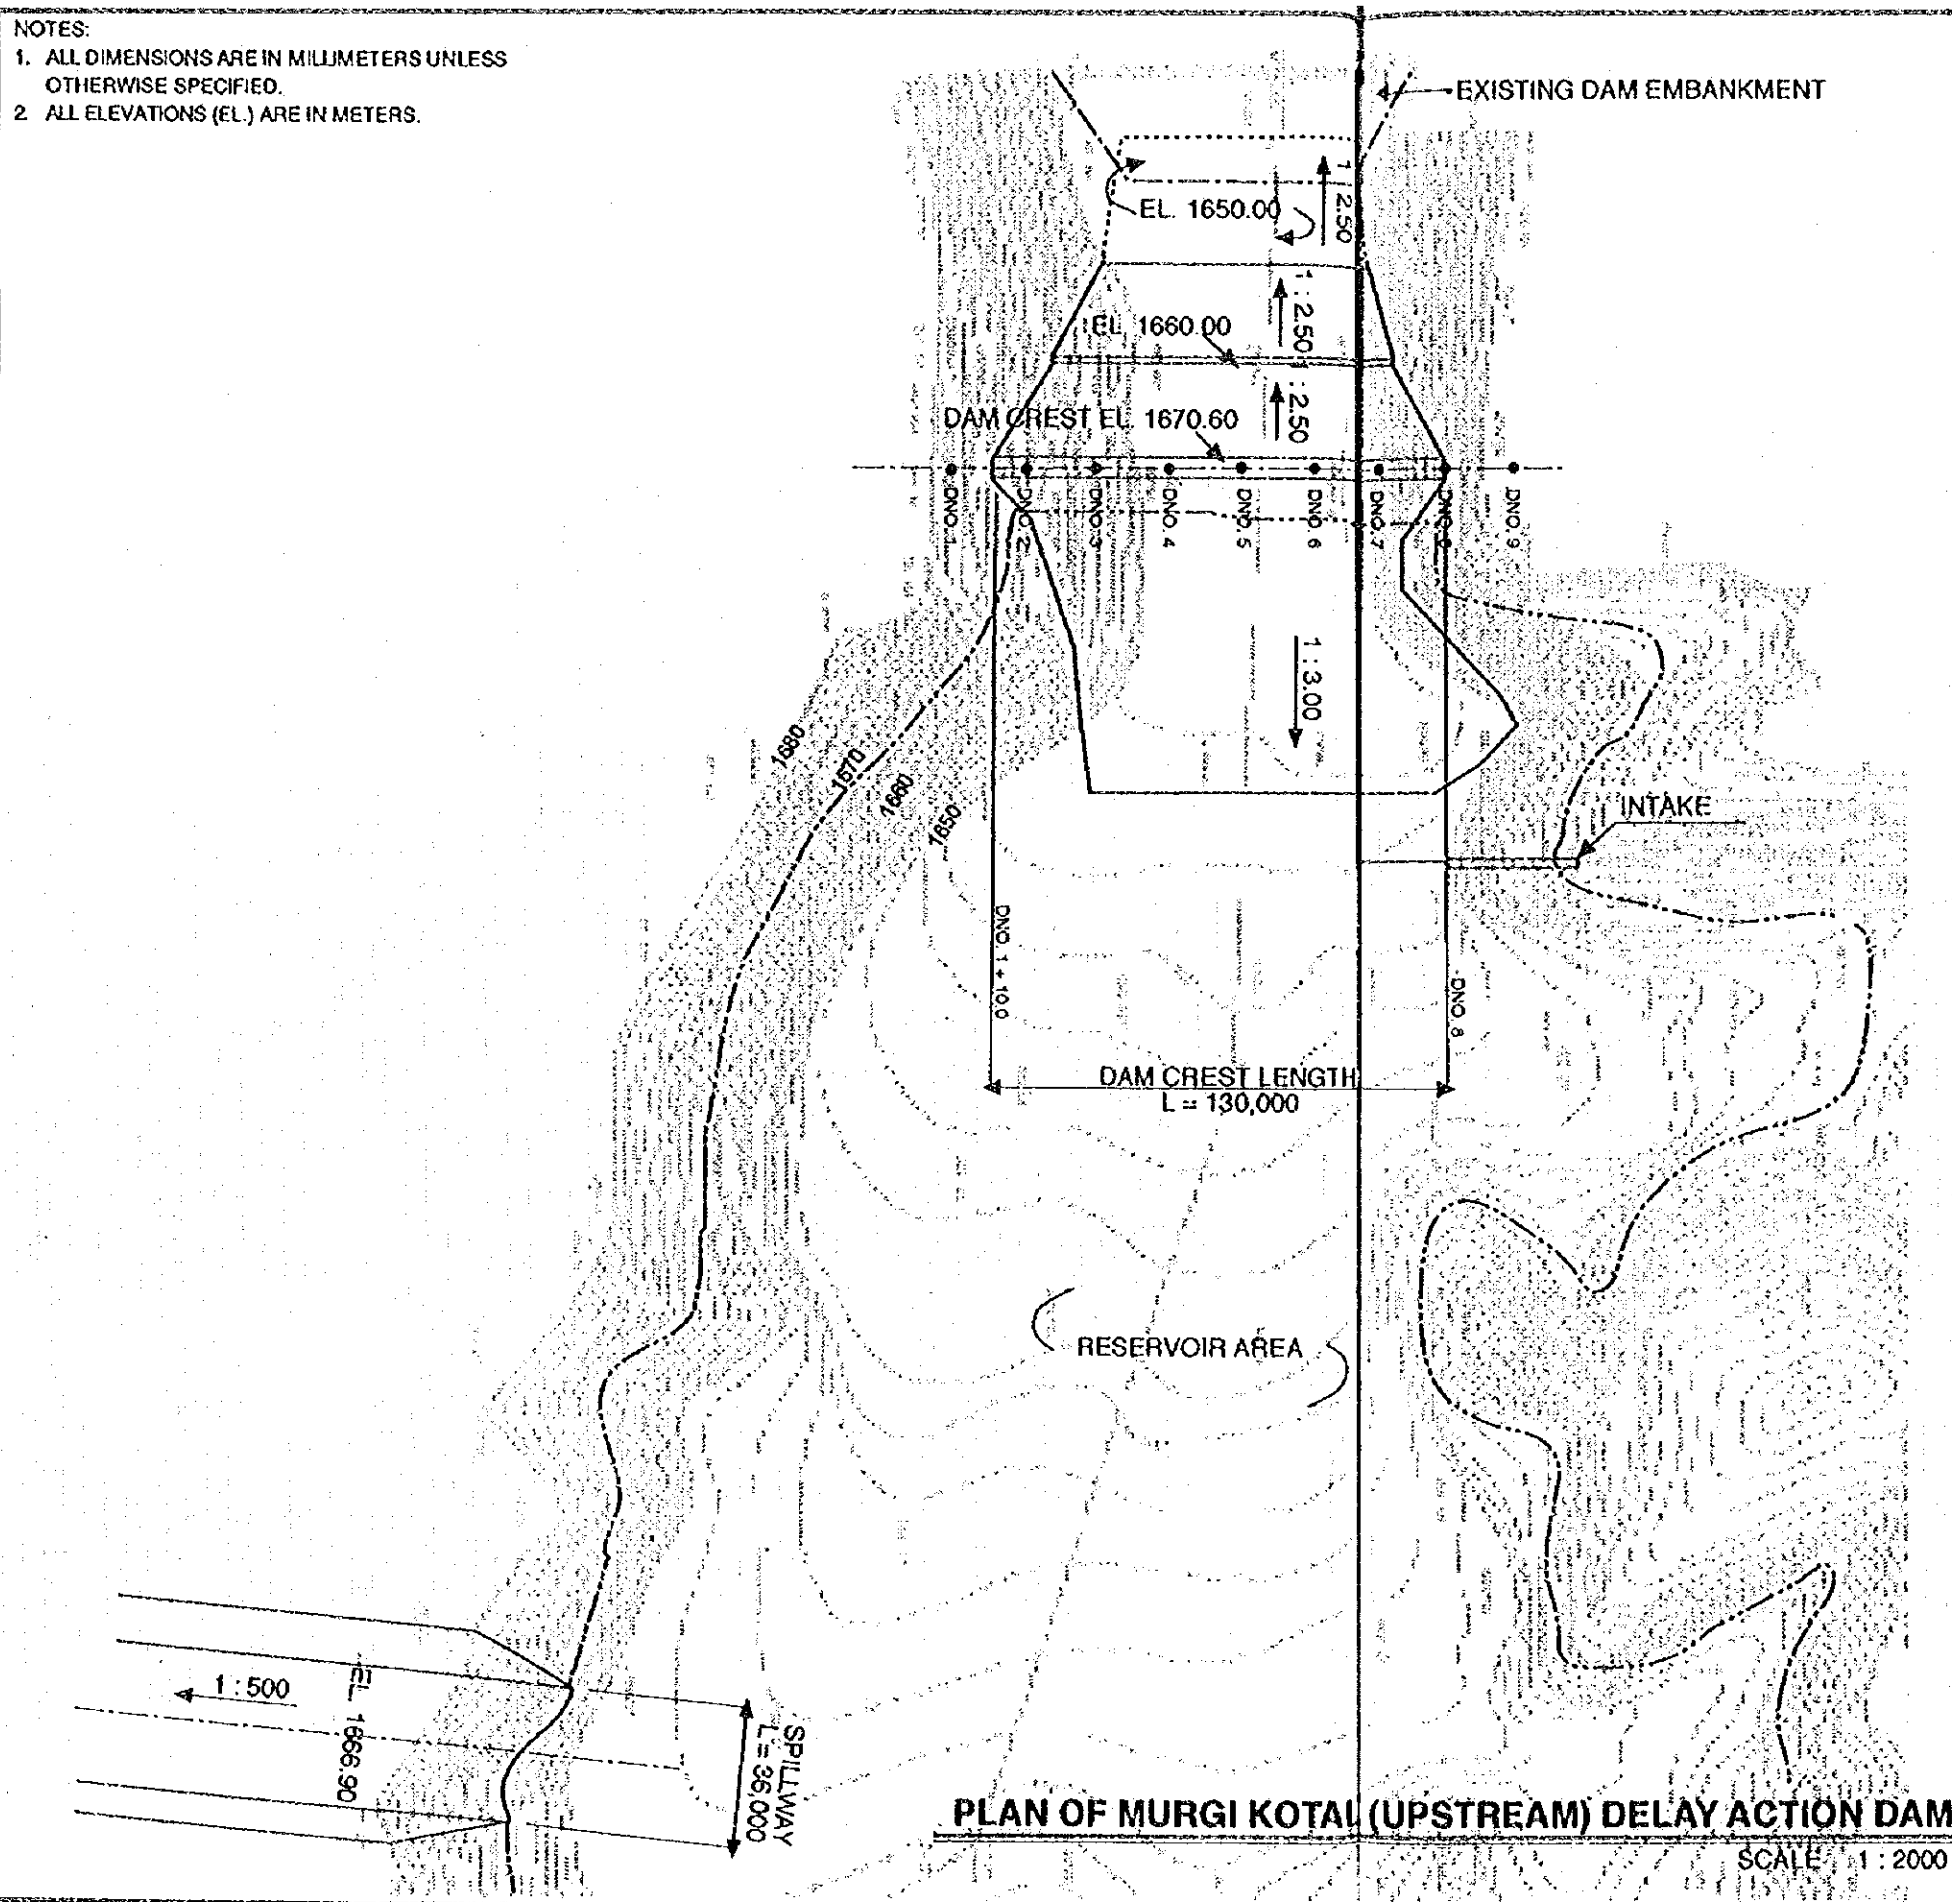 NOTES:
1. ALL DIMENSIONS ARE IN MILLIMETERS UNLESS
OTHERWISE SPECIFIED.
2. ALL ELEVATIONS (EL.) ARE IN METERS.
EXISTING DAM EMBANKMENT
1 : 2.50
EL. 1650.00
1 : 2.50
EL. 1660.00
1 : 2.50
DAM CREST EL. 1670.60
DNO. 1
DNO. 2
DNO. 3
DNO. 4
DNO. 5
DNO. 6
DNO. 7
DNO. 9
1 : 3.00
1680
1670
1660
1650
INTAKE
DNO. 1 + 10.0
DNO. 8
DAM CREST LENGTH
L = 130,000
RESERVOIR AREA
1 : 500
EL. 1666.90
SPILLWAY
PLAN OF MURGI KOTAL (UPSTREAM) DELAY ACTION DAM
SCALE 1 : 2000